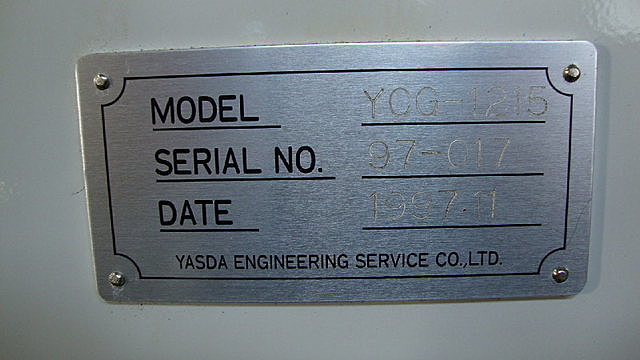 MODEL YCG-1215
SERIAL NO. 97-017
DATE 1997.11
YASDA ENGINEERING SERVICE CO.,LTD.